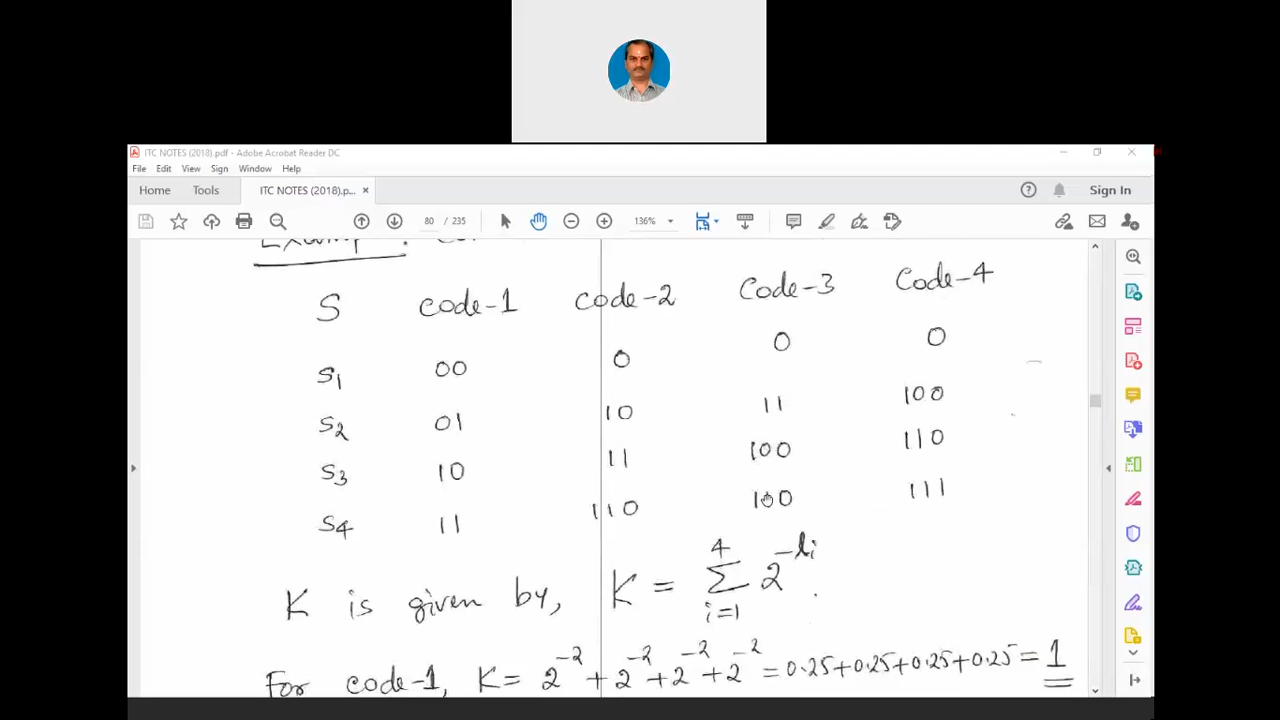 ITC NOTES (2018).pdf - Adobe Acrobat Reader DC
File Edit View Sign Window Help
Home Tools ITC NOTES (2018).p... × Sign In
80 / 235 136%
S code-1 code-2 Code-3 Code-4
S1 00 0 0 0
S2 01 10 11 100
S3 10 11 100 110
S4 11 110 100 111
K is given by, K = 4 Σ i=1 2^-li .
For code-1, K = 2^-2 + 2^-2 + 2^-2 + 2^-2 = 0.25+0.25+0.25+0.25 = 1